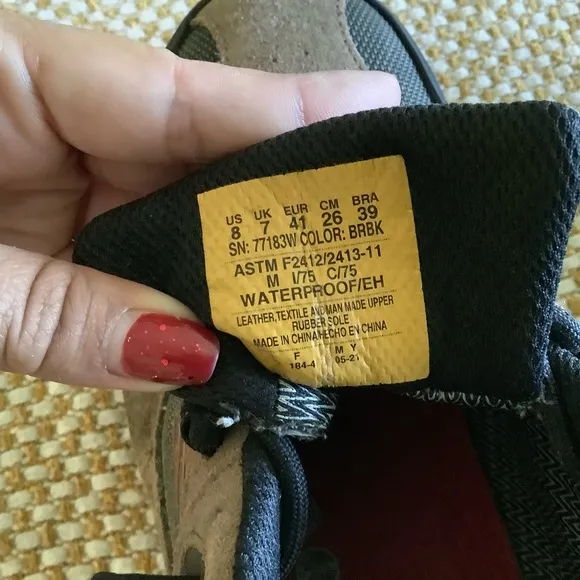 US UK EUR CM BRA
8 7 41 26 39
SN: 77183W COLOR: BRBK
ASTM F2412/2413-11
M I/75 C/75
WATERPROOF/EH
LEATHER,TEXTILE AND MAN MADE UPPER
RUBBER SOLE
MADE IN CHINA/HECHO EN CHINA
F M Y
184-4 05-21